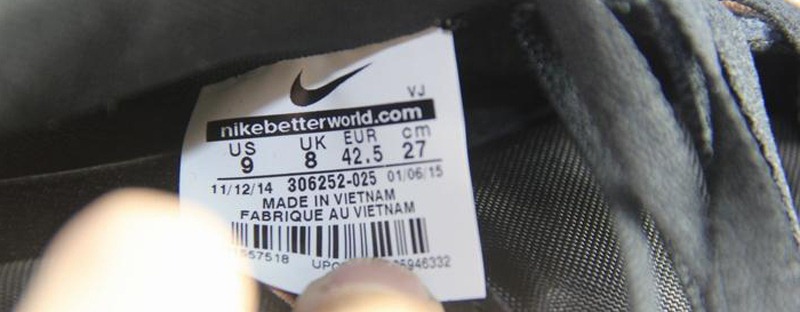 VJ
nikebetterworld.com
US UK EUR cm
9 8 42.5 27
11/12/14 306252-025 01/06/15
MADE IN VIETNAM
FABRIQUE AU VIETNAM